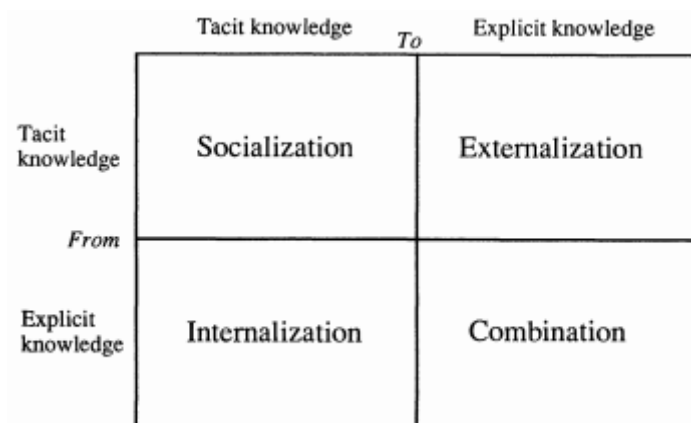 Tacit knowledge
To
Explicit knowledge
Tacit
knowledge
Socialization
Externalization
From
Explicit
knowledge
Internalization
Combination